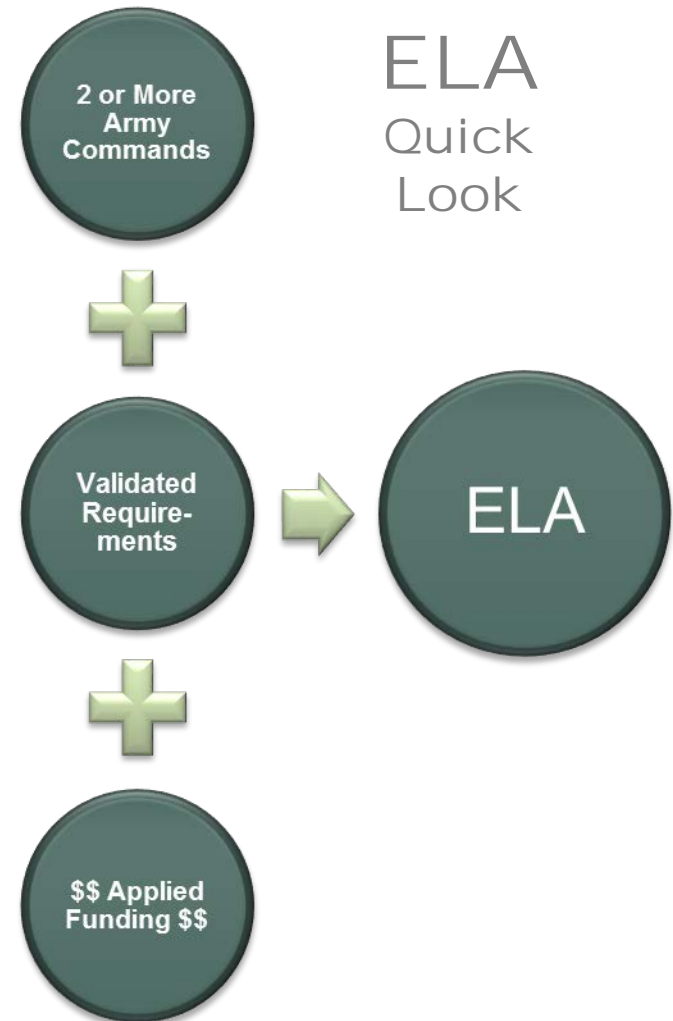 ELA
Quick
Look
2 or More
Army
Commands
Validated
Require-
ments
ELA
$$ Applied
Funding $$